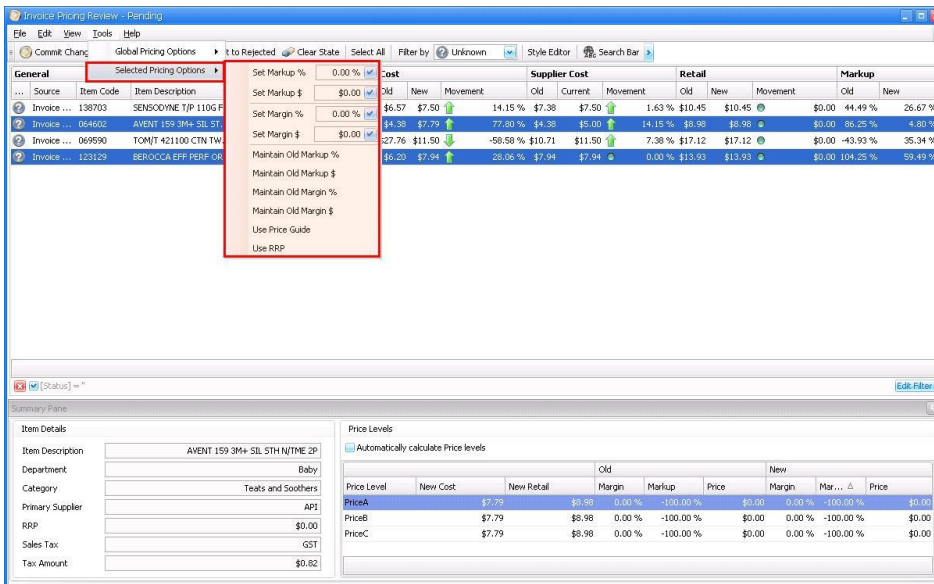 Invoice Pricing Review - Pending
File Edit View Tools Help
Commit Chang t to Rejected Clear State Select All Filter by Unknown Style Editor Search Bar
Global Pricing Options
Selected Pricing Options
Set Markup % 0.00 %
Set Markup $ $0.00
Set Margin % 0.00 %
Set Margin $ $0.00
Maintain Old Markup %
Maintain Old Markup $
Maintain Old Margin %
Maintain Old Margin $
Use Price Guide
Use RRP
General Cost Supplier Cost Retail Markup
... Source Item Code Item Description Old New Movement Old Current Movement Old New Movement Old New
Invoice ... 138703 SENSODYNE T/P 110G F $6.57 $7.50 14.15 % $7.38 $7.50 1.63 % $10.45 $10.45 $0.00 44.49 % 26.67 %
Invoice ... 064602 AVENT 159 3M+ SIL ST. $4.38 $7.79 77.80 % $4.38 $5.00 14.15 % $8.98 $8.98 $0.00 86.25 % 4.80 %
Invoice ... 069590 TOM/T 421100 CTN TW. $27.76 $11.50 -58.58 % $10.71 $11.50 7.38 % $17.12 $17.12 $0.00 -43.93 % 35.34 %
Invoice ... 123129 BEROCCA EFF PERF OR $6.20 $7.94 28.06 % $7.94 $7.94 0.00 % $13.93 $13.93 $0.00 104.25 % 59.49 %
[Status] = ''
Edit Filter
Summary Pane
Item Details
Item Description AVENT 159 3M+ SIL STH N/TME 2P
Department Baby
Category Teats and Soothers
Primary Supplier API
RRP $0.00
Sales Tax GST
Tax Amount $0.82
Price Levels
Automatically calculate Price levels
Old New
Price Level New Cost New Retail Margin Markup Price Margin Mar... Price
PriceA $7.79 $8.98 0.00 % -100.00 % $0.00 0.00 % -100.00 % $0.00
PriceB $7.79 $8.98 0.00 % -100.00 % $0.00 0.00 % -100.00 % $0.00
PriceC $7.79 $8.98 0.00 % -100.00 % $0.00 0.00 % -100.00 % $0.00